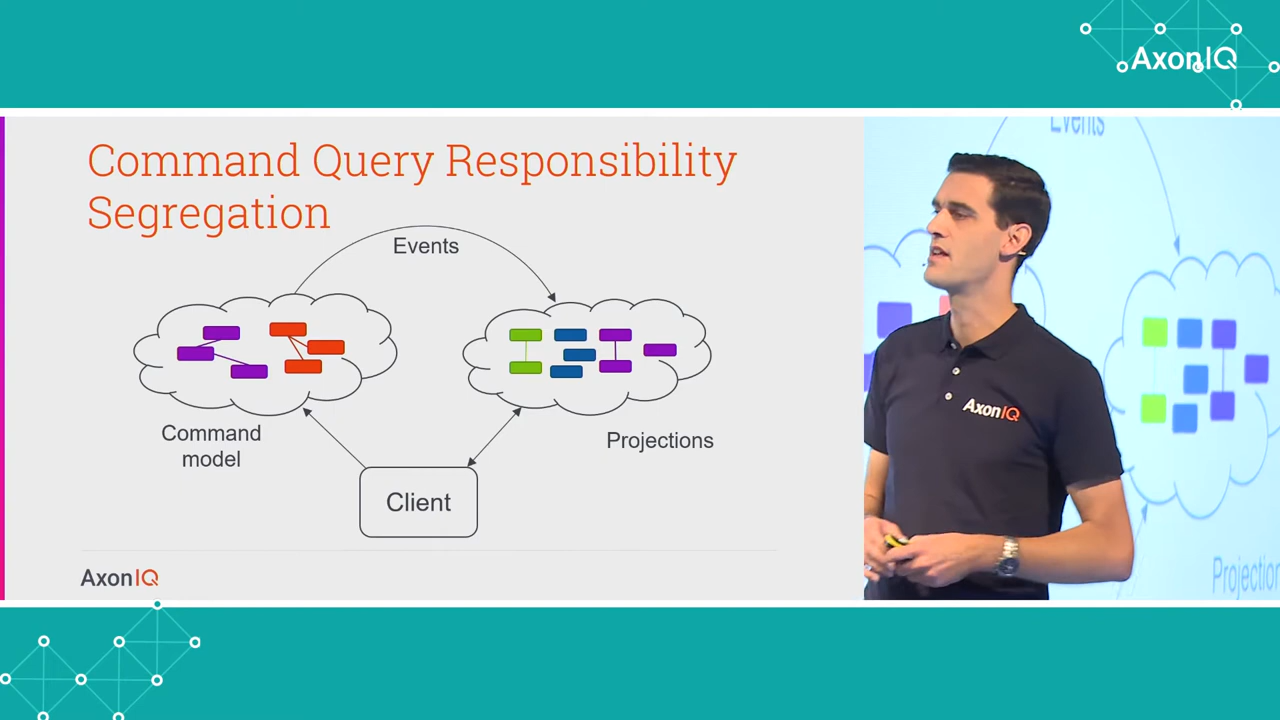 AxonIQ
Command Query Responsibility
Segregation
Events
Command
model
Projections
Client
AxonIQ
Events
AxonIQ
Projection